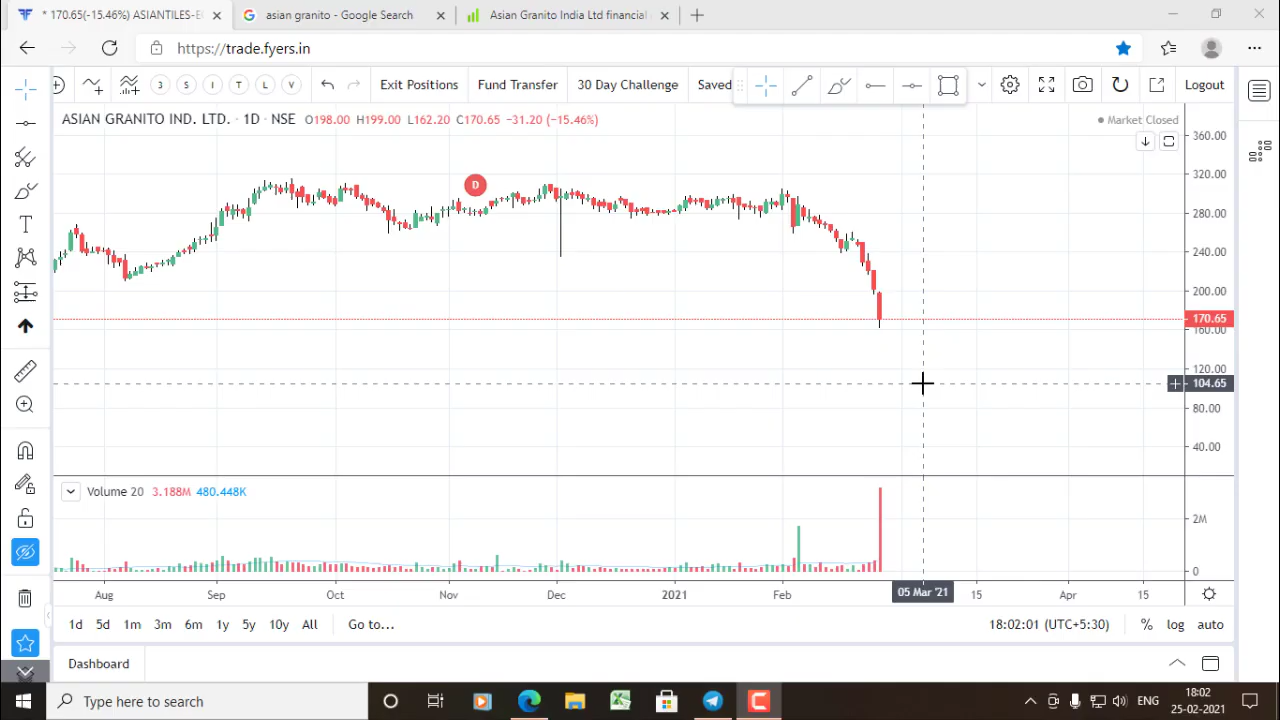 * 170.65(-15.46%) ASIANTILES-E
asian granito - Google Search
Asian Granito India Ltd financial
https://trade.fyers.in
3 S I T L V
Exit Positions
Fund Transfer
30 Day Challenge
Saved
Logout
ASIAN GRANITO IND. LTD. · 1D · NSE O198.00 H199.00 L162.20 C170.65 −31.20 (−15.46%)
Market Closed
D
360.00
320.00
280.00
240.00
200.00
170.65
160.00
120.00
104.65
80.00
40.00
Volume 20 3.188M 480.448K
2M
0
Aug Sep Oct Nov Dec 2021 Feb 05 Mar '21 15 Apr 15
1d 5d 1m 3m 6m 1y 5y 10y All Go to...
18:02:01 (UTC+5:30) % log auto
Dashboard
Type here to search
ENG
18:02
25-02-2021